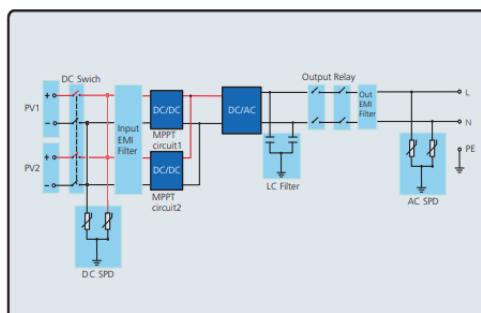 DC Swich
Output Relay
PV1
PV2
+
−
+
−
Input
EMI
Filter
DC/DC
MPPT
circuit1
DC/DC
MPPT
circuit2
DC/AC
LC Filter
Out
EMI
Filter
L
N
PE
DC SPD
AC SPD